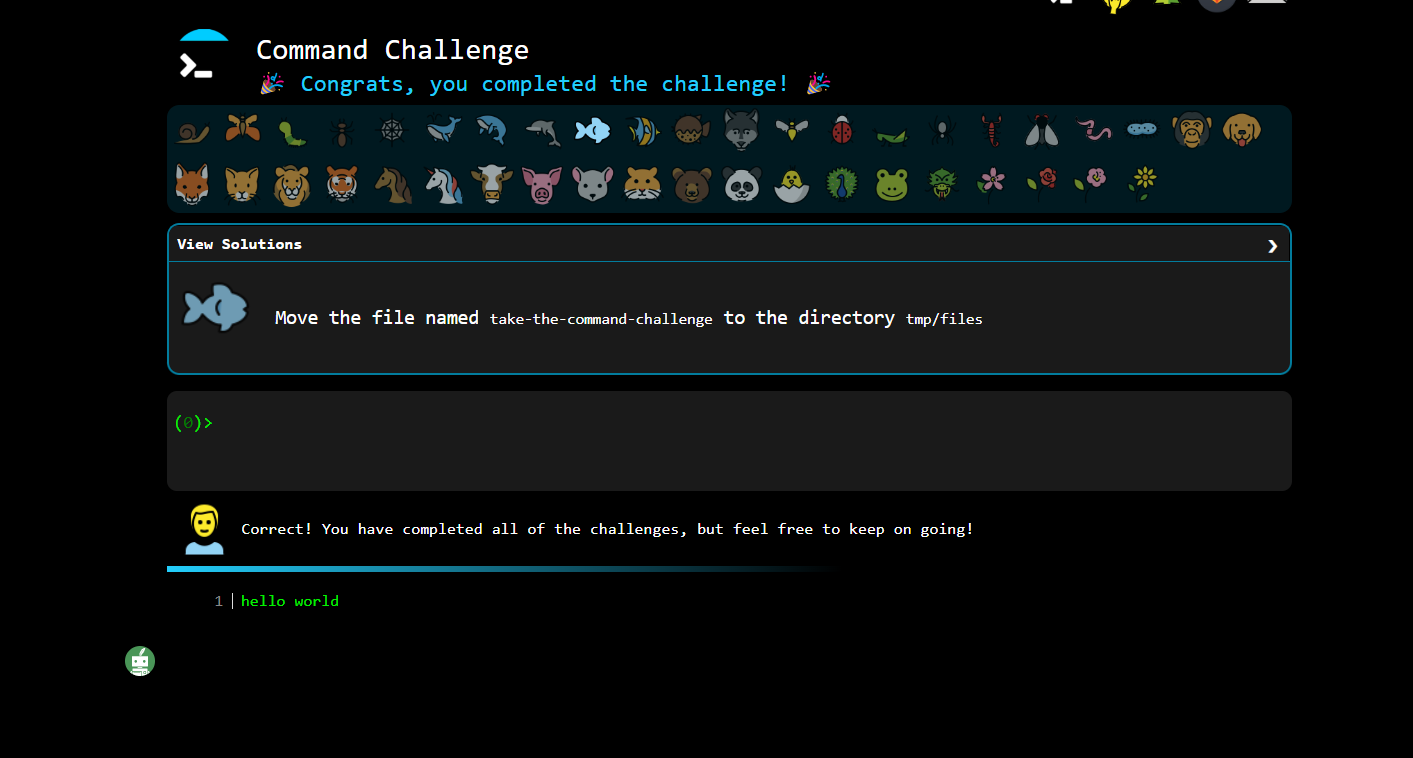 Command Challenge
🎉 Congrats, you completed the challenge! 🎉
View Solutions
Move the file named take-the-command-challenge to the directory tmp/files
(0)>
Correct! You have completed all of the challenges, but feel free to keep on going!
1 hello world